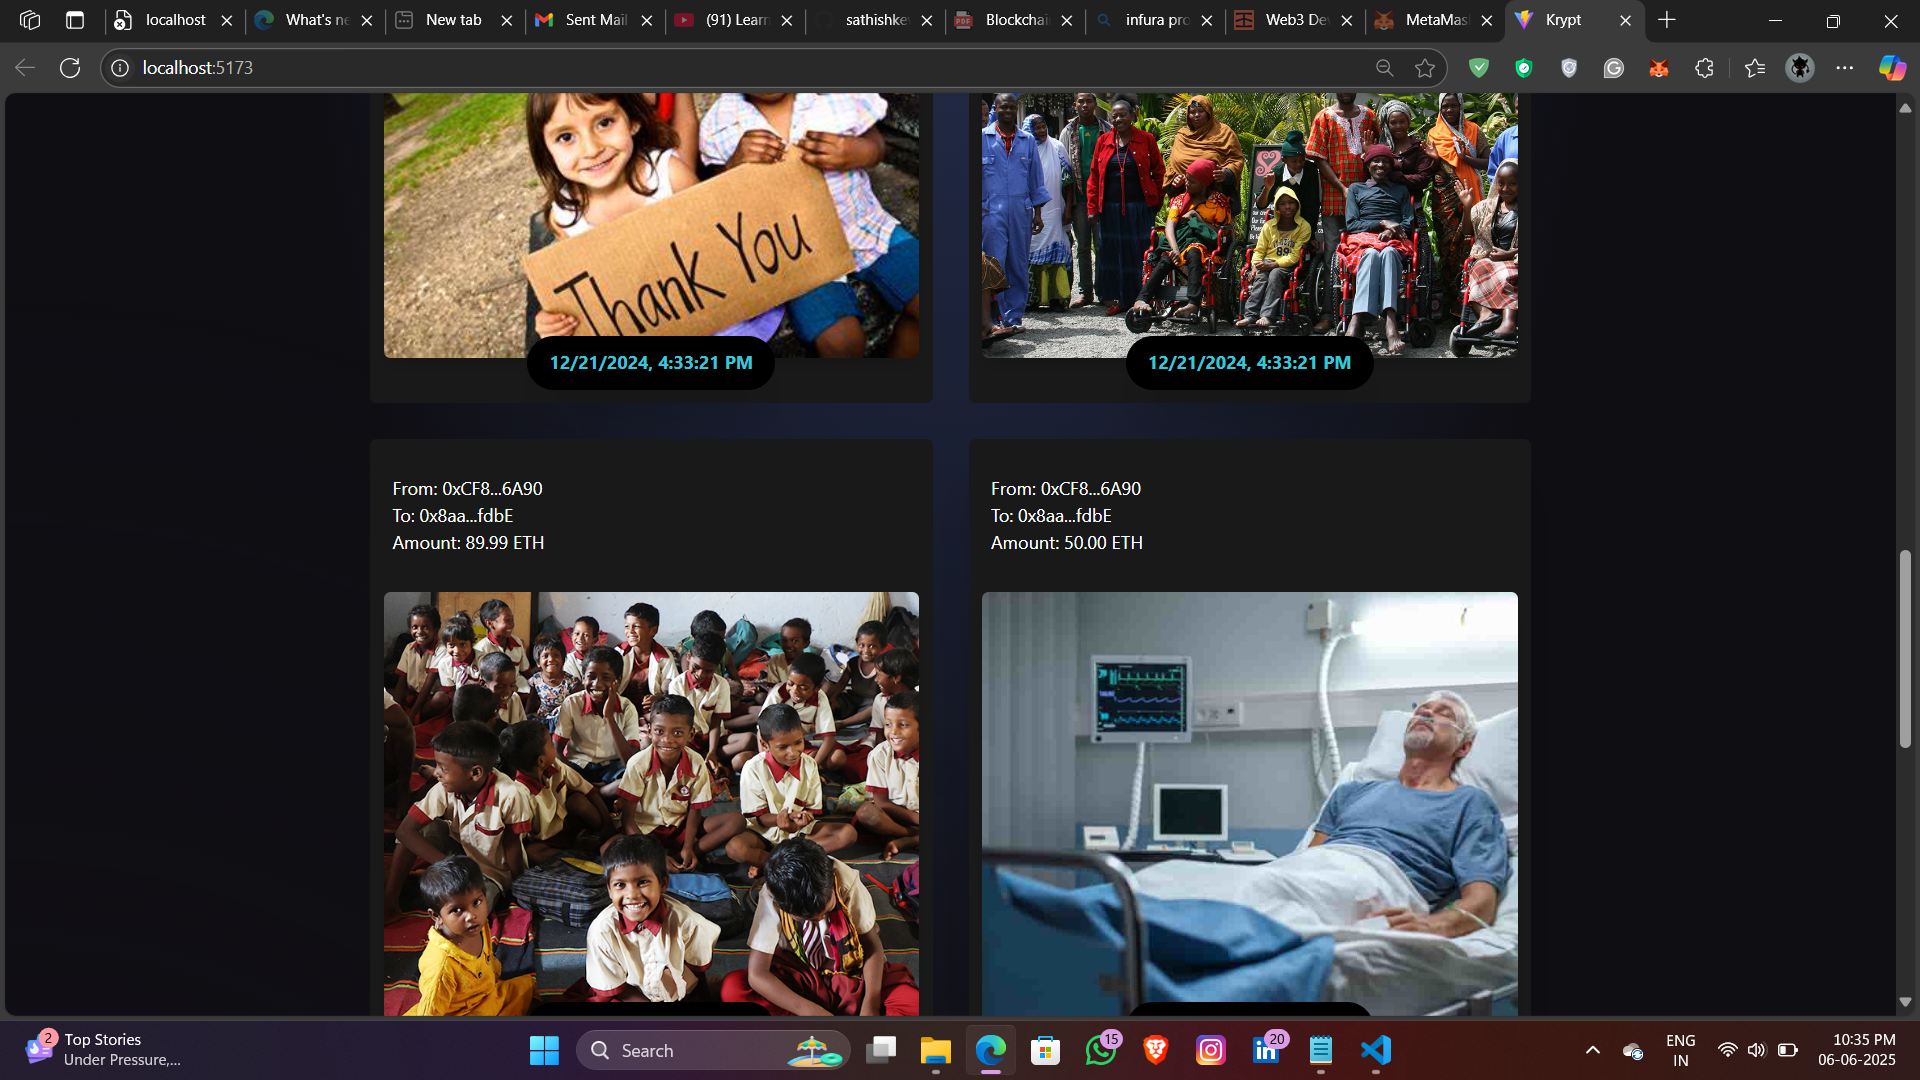 localhost
What's ne
New tab
Sent Mail
(91) Learn
sathishke
Blockchai
infura pro
Web3 De
MetaMas
Krypt
localhost:5173
Thank You
89
12/21/2024, 4:33:21 PM
12/21/2024, 4:33:21 PM
From: 0xCF8...6A90
To: 0x8aa...fdbE
Amount: 89.99 ETH
From: 0xCF8...6A90
To: 0x8aa...fdbE
Amount: 50.00 ETH
2
Top Stories
Under Pressure,...
Search
15
20
ENG
IN
10:35 PM
06-06-2025